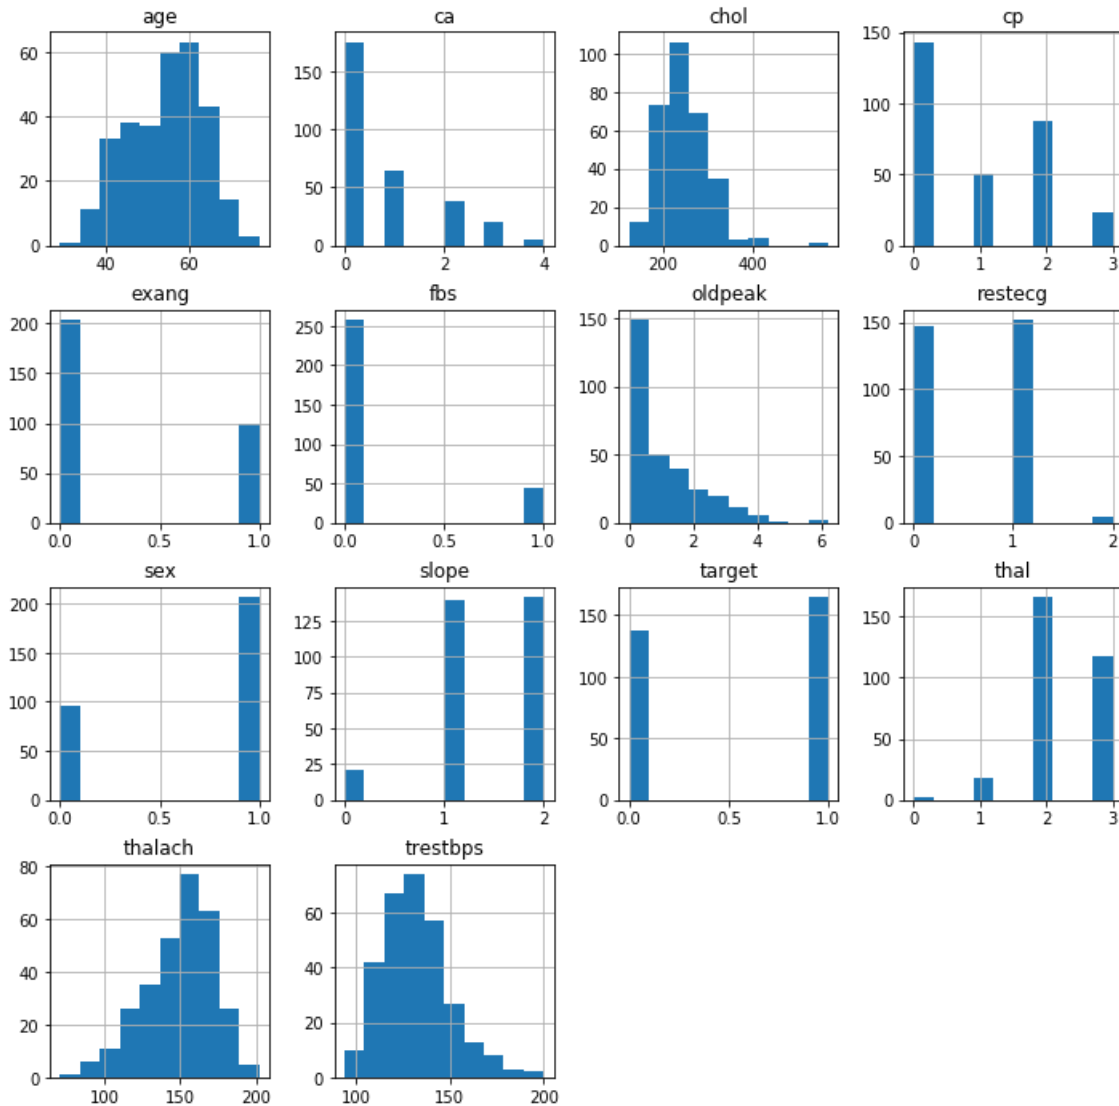 age
60
40
20
0
40 60
ca
150
100
50
0
0 2 4
chol
100
80
60
40
20
0
200 400
cp
150
100
50
0
0 1 2 3
exang
200
150
100
50
0
0.0 0.5 1.0
fbs
250
200
150
100
50
0
0.0 0.5 1.0
oldpeak
150
100
50
0
0 2 4 6
restecg
150
100
50
0
0 1 2
sex
200
150
100
50
0
0.0 0.5 1.0
slope
125
100
75
50
25
0
0 1 2
target
150
100
50
0
0.0 0.5 1.0
thal
150
100
50
0
0 1 2 3
thalach
80
60
40
20
0
100 150 200
trestbps
60
40
20
0
100 150 200